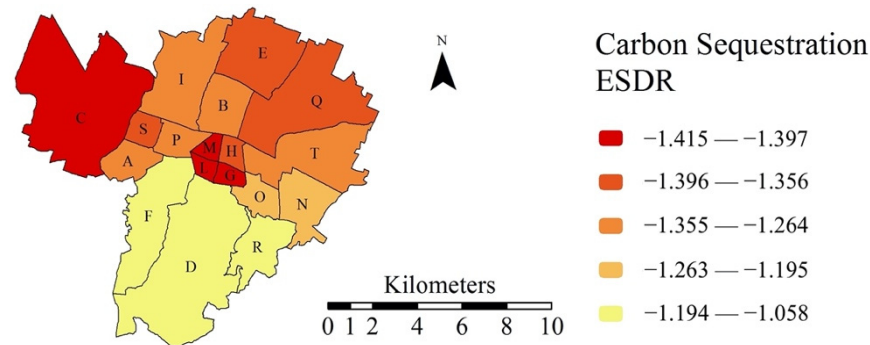 N
Carbon Sequestration
ESDR
E
I
B
Q
C
S
P
M
H
T
A
L
G
O
N
F
R
D
−1.415 — −1.397
−1.396 — −1.356
−1.355 — −1.264
−1.263 — −1.195
−1.194 — −1.058
Kilometers
0 1 2 4 6 8 10